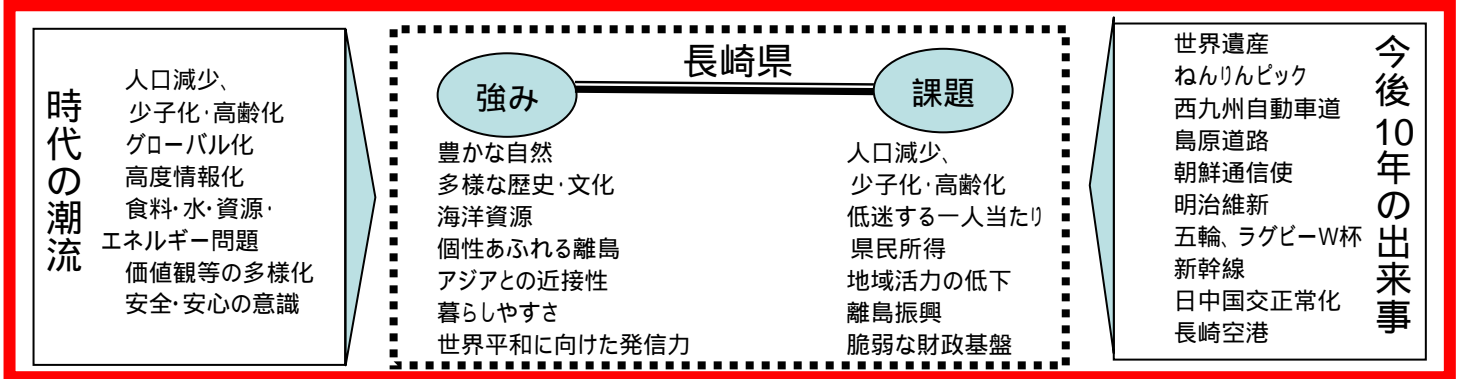 時代の潮流
人口減少、
少子化・高齢化
グローバル化
高度情報化
食料・水・資源・
エネルギー問題
価値観等の多様化
安全・安心の意識
長崎県
強み
豊かな自然
多様な歴史・文化
海洋資源
個性あふれる離島
アジアとの近接性
暮らしやすさ
世界平和に向けた発信力
課題
人口減少、
少子化・高齢化
低迷する一人当たり
県民所得
地域活力の低下
離島振興
脆弱な財政基盤
今後10年の出来事
世界遺産
ねんりんピック
西九州自動車道
島原道路
朝鮮通信使
明治維新
五輪、ラグビーW杯
新幹線
日中国交正常化
長崎空港